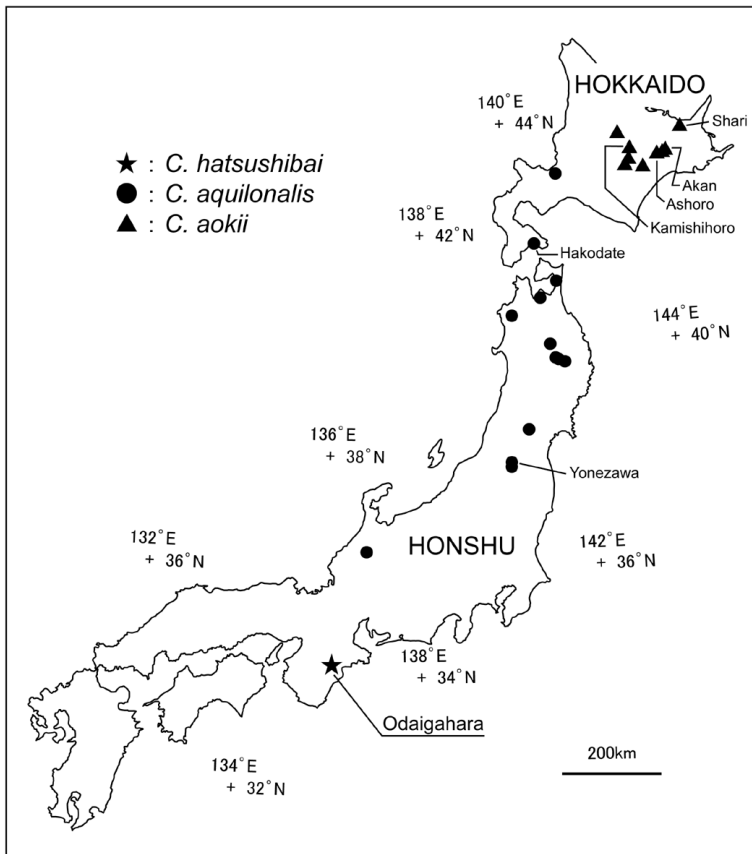 HOKKAIDO
140°E
+ 44°N
Shari
★ : C. hatsushibai
● : C. aquilonalis
▲ : C. aokii
Akan
Ashoro
Kamishihoro
138°E
+ 42°N
Hakodate
144°E
+ 40°N
136°E
+ 38°N
Yonezawa
132°E
+ 36°N
HONSHU
142°E
+ 36°N
138°E
+ 34°N
Odaigahara
134°E
+ 32°N
200km